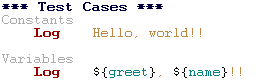 *** Test Cases ***
Constants
Log Hello, world!!
Variables
Log ${greet}, ${name}!!